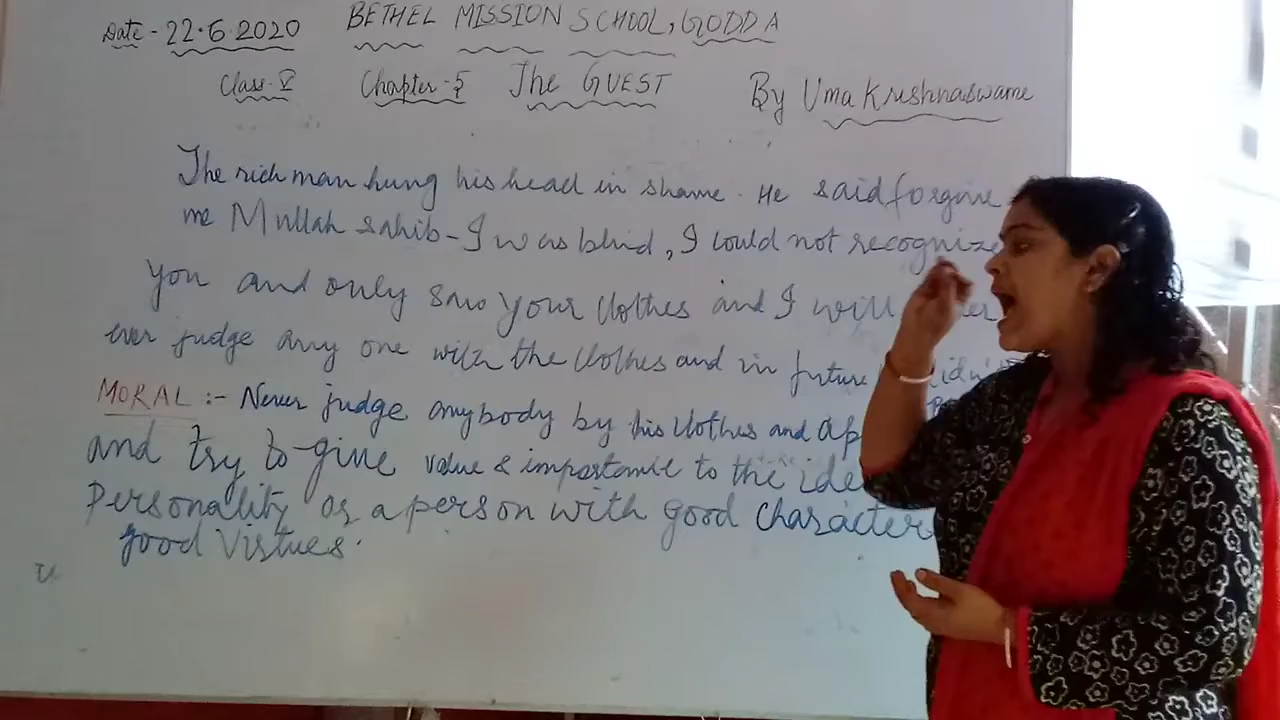 Date - 22.6.2020 BETHEL MISSION SCHOOL, GODDA
Class-V Chapter-5 The GUEST By Uma Krishnaswame
The rich man hung his head in shame. He said forgive
me Mullah sahib - I was blind, I could not recognize
you and only saw your clothes and I will
ever judge any one with the clothes and in future
MORAL :- Never judge anybody by his clothes and
and try to give value & importance to the
Personality or a person with good character
good Virtues.